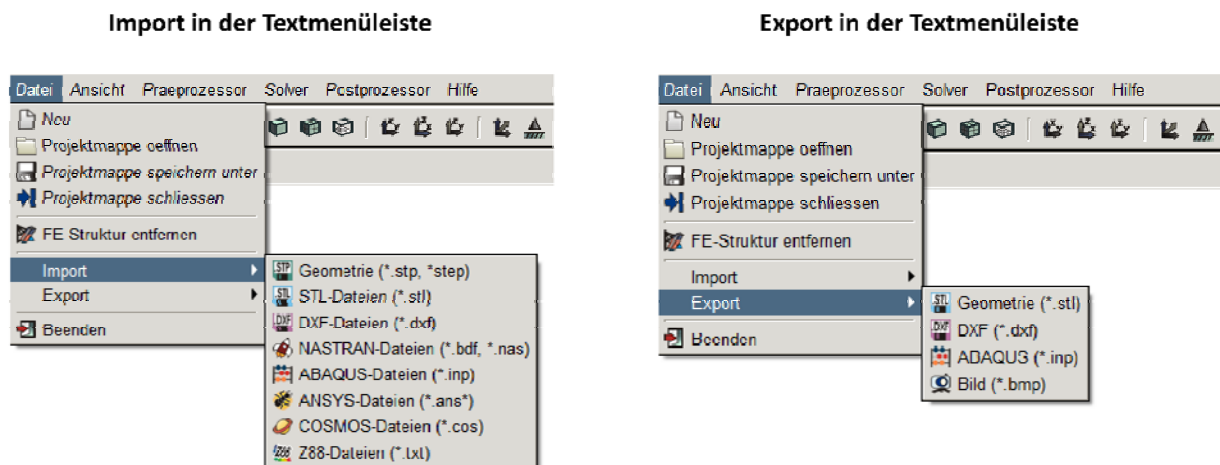 Import in der Textmenüleiste
Datei Ansicht Praeprozessor Solver Postprozessor Hilfe
Neu
Projektmappe oeffnen
Projektmappe speichern unter
Projektmappe schliessen
FE Struktur entfernen
Import
Export
Beenden
Geometrie (*.stp, *step)
STL-Dateien (*.stl)
DXF-Dateien (*.dxf)
NASTRAN-Dateien (*.bdf, *.nas)
ABAQUS-Dateien (*.inp)
ANSYS-Dateien (*.ans*)
COSMOS-Dateien (*.cos)
Z88-Dateien (*.txt)
Export in der Textmenüleiste
Datei Ansicht Praeprozessor Solver Postprozessor Hilfe
Neu
Projektmappe oeffnen
Projektmappe speichern unter
Projektmappe schliessen
FE-Struktur entfernen
Import
Export
Beenden
Geometrie (*.stl)
DXF (*.dxf)
ABAQUS (*.inp)
Bild (*.bmp)